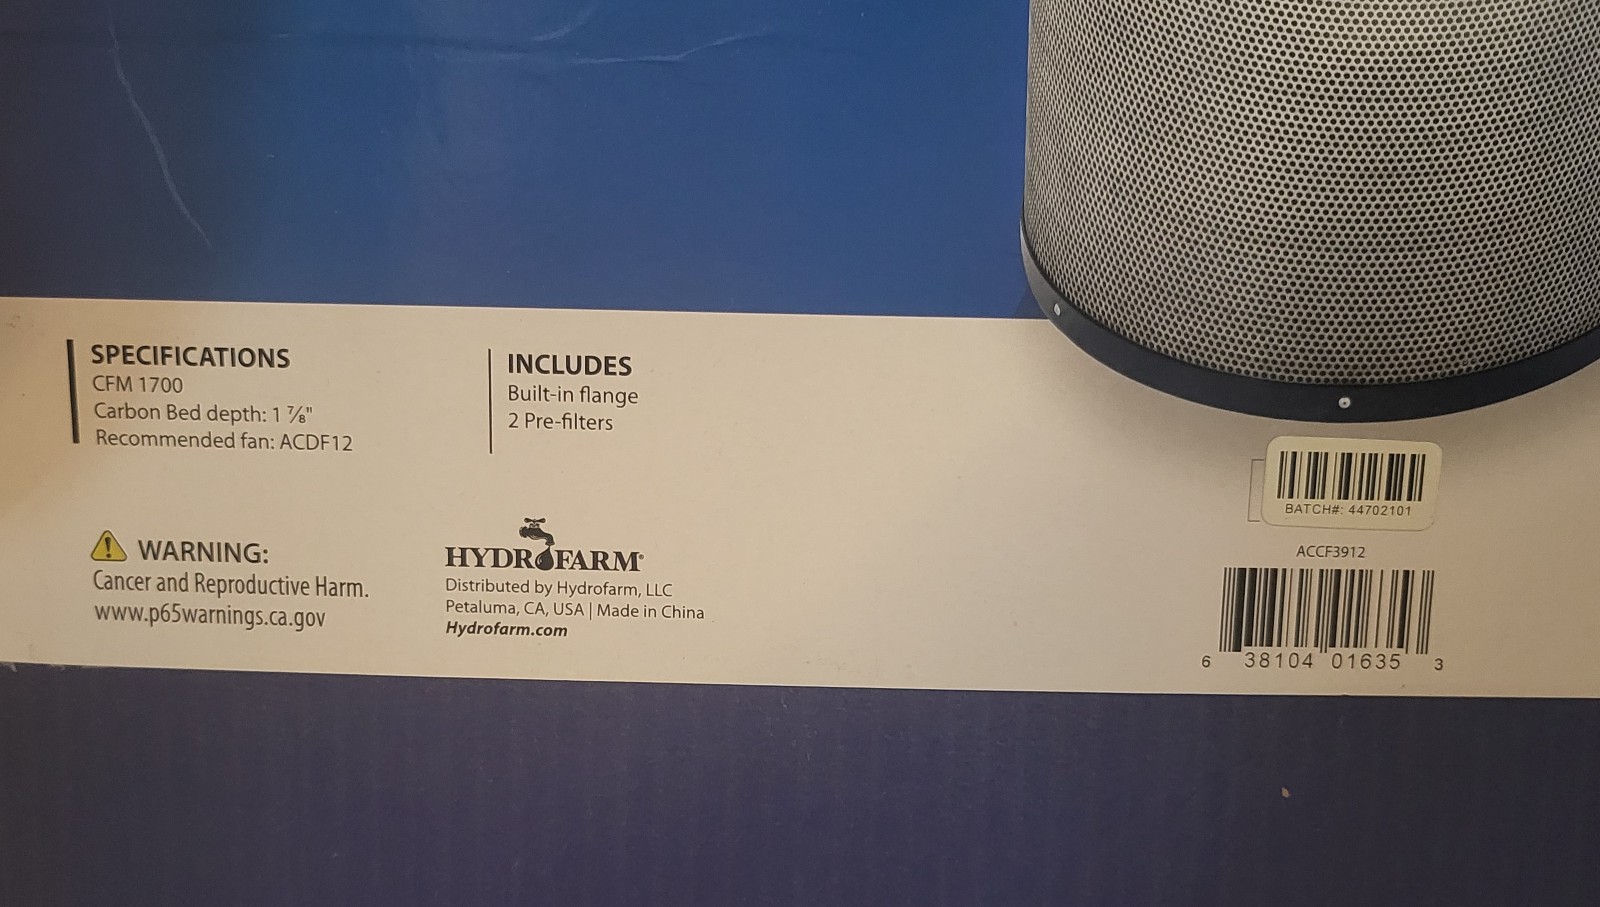 SPECIFICATIONS
CFM 1700
Carbon Bed depth: 1 ⅞"
Recommended fan: ACDF12
INCLUDES
Built-in flange
2 Pre-filters
WARNING:
Cancer and Reproductive Harm.
www.p65warnings.ca.gov
HYDROFARM®
Distributed by Hydrofarm, LLC
Petaluma, CA, USA | Made in China
Hydrofarm.com
BATCH#: 44702101
ACCF3912
6 38104 01635 3